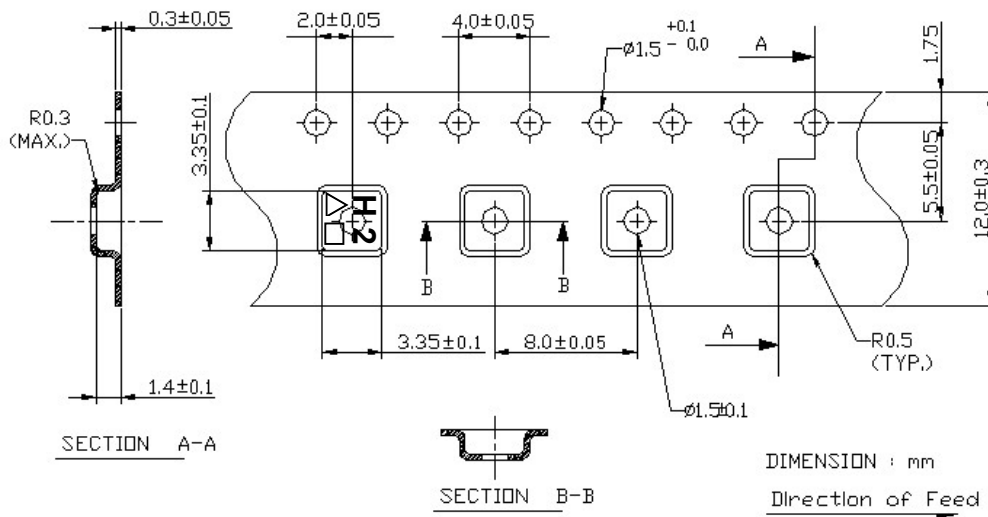 0.3±0.05
2.0±0.05
4.0±0.05
Ø1.5 +0.1 - 0.0
A
1.75
R0.3
(MAX.)
3.35±0.1
H 2
5.5±0.05
12.0±0.3
B
B
3.35±0.1
8.0±0.05
A
R0.5
(TYP.)
1.4±0.1
Ø1.5±0.1
SECTION A-A
SECTION B-B
DIMENSION : mm
Direction of Feed